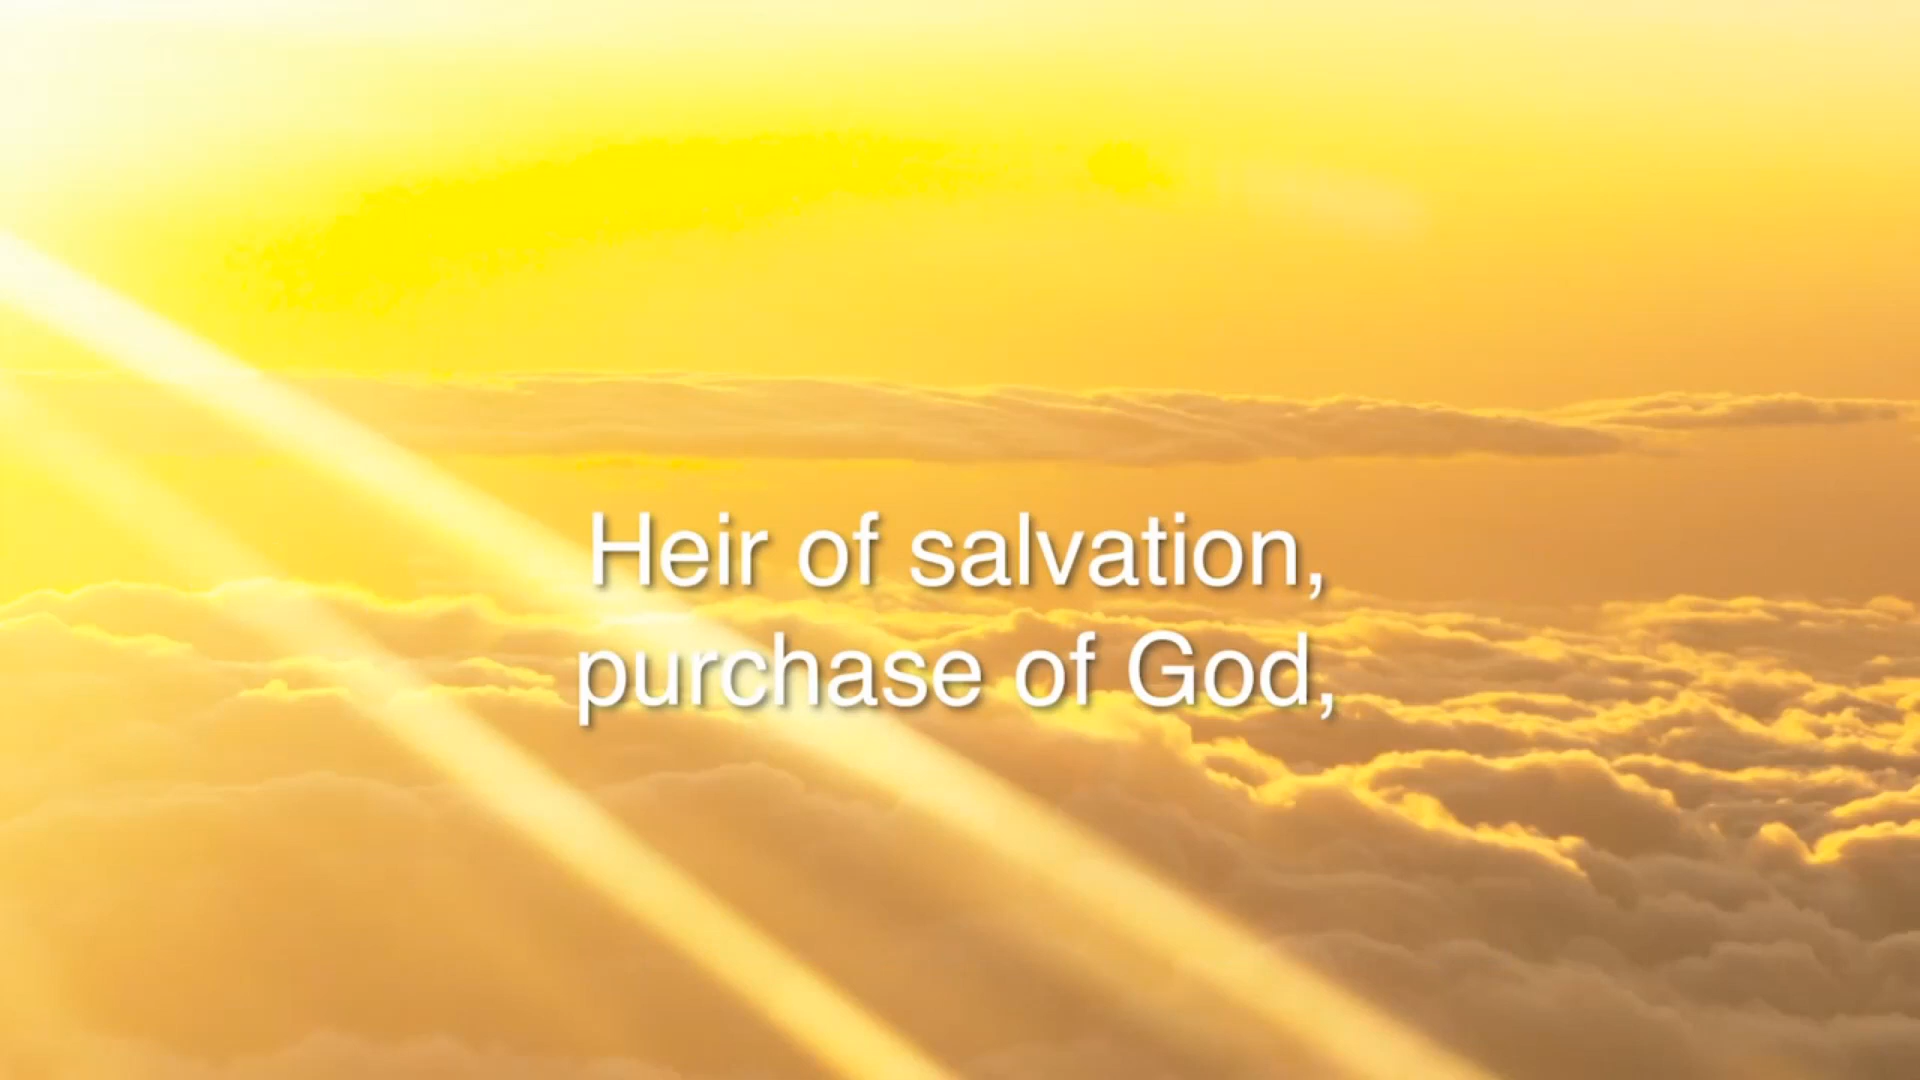 Heir of salvation,
purchase of God,